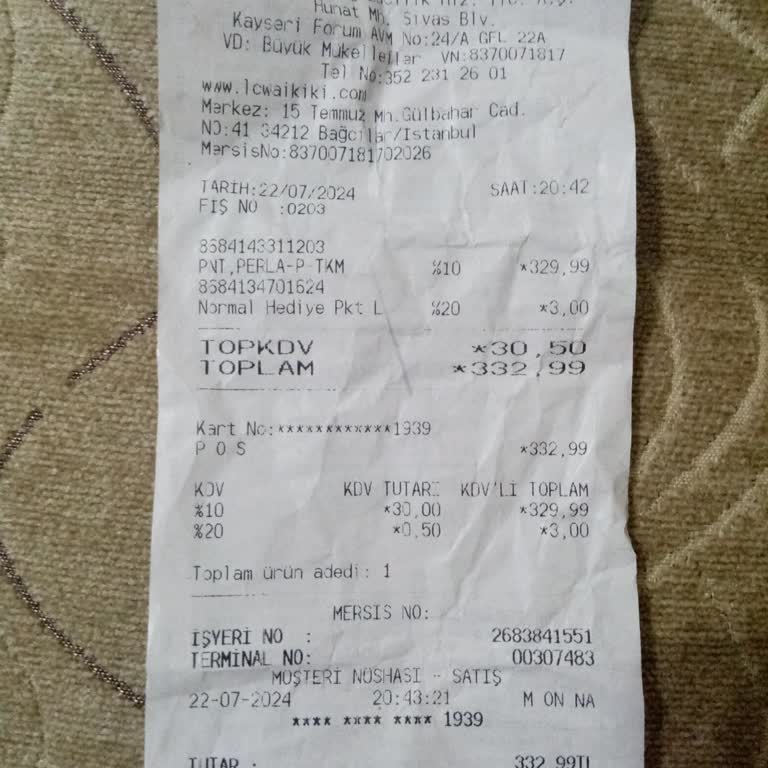 Hunat Mh. Sivas Blv.
Kayseri Forum AVM No:24/A GFL 22A
VD: Büyük Mükellefler VN:8370071817
Tel No:352 231 26 01
www.lcwaikiki.com
Merkez: 15 Temmuz Mh.Gülbahar Cad.
NO:41 34212 Bağcılar/İstanbul
MersisNo:837007181702026
TARİH:22/07/2024 SAAT:20:42
FİŞ NO :0203
8684143311203
PNT,PERLA-P-TKM %10 *329,99
8684134701624
Normal Hediye Pkt L %20 *3,00
TOPKDV *30,50
TOPLAM *332,99
Kart No:************1939
P O S *332,99
KDV KDV TUTARI KDV'Lİ TOPLAM
%10 *30,00 *329,99
%20 *0,50 *3,00
Toplam ürün adedi: 1
MERSIS NO:
İŞYERİ NO : 2683841551
TERMINAL NO: 00307483
MÜŞTERİ NÜSHASI - SATIŞ
22-07-2024 20:43:21 M ON NA
**** **** **** 1939
TUTAR : 332,99TL